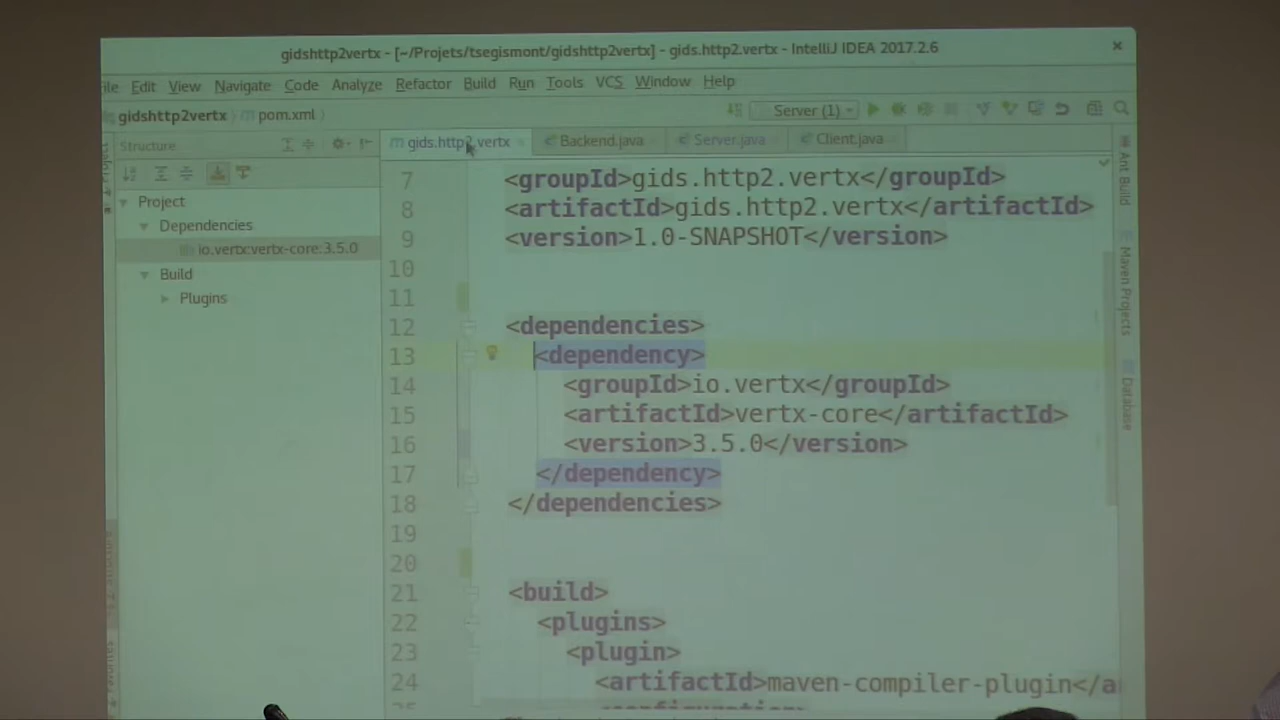 gidshttp2vertx - [~/Projets/tsegismont/gidshttp2vertx] - gids.http2.vertx - IntelliJ IDEA 2017.2.6
Edit View Navigate Code Analyze Refactor Build Run Tools VCS Window Help
gidshttp2vertx pom.xml Server (1)
Structure
gids.http2.vertx Backend.java Server.java Client.java
Project
Dependencies
io.vertx:vertx-core:3.5.0
Build
Plugins
7 <groupId>gids.http2.vertx</groupId>
8 <artifactId>gids.http2.vertx</artifactId>
9 <version>1.0-SNAPSHOT</version>
10
11
12 <dependencies>
13 <dependency>
14 <groupId>io.vertx</groupId>
15 <artifactId>vertx-core</artifactId>
16 <version>3.5.0</version>
17 </dependency>
18 </dependencies>
19
20
21 <build>
22 <plugins>
23 <plugin>
24 <artifactId>maven-compiler-plugin</a
Ant Build
Maven Projects
Database